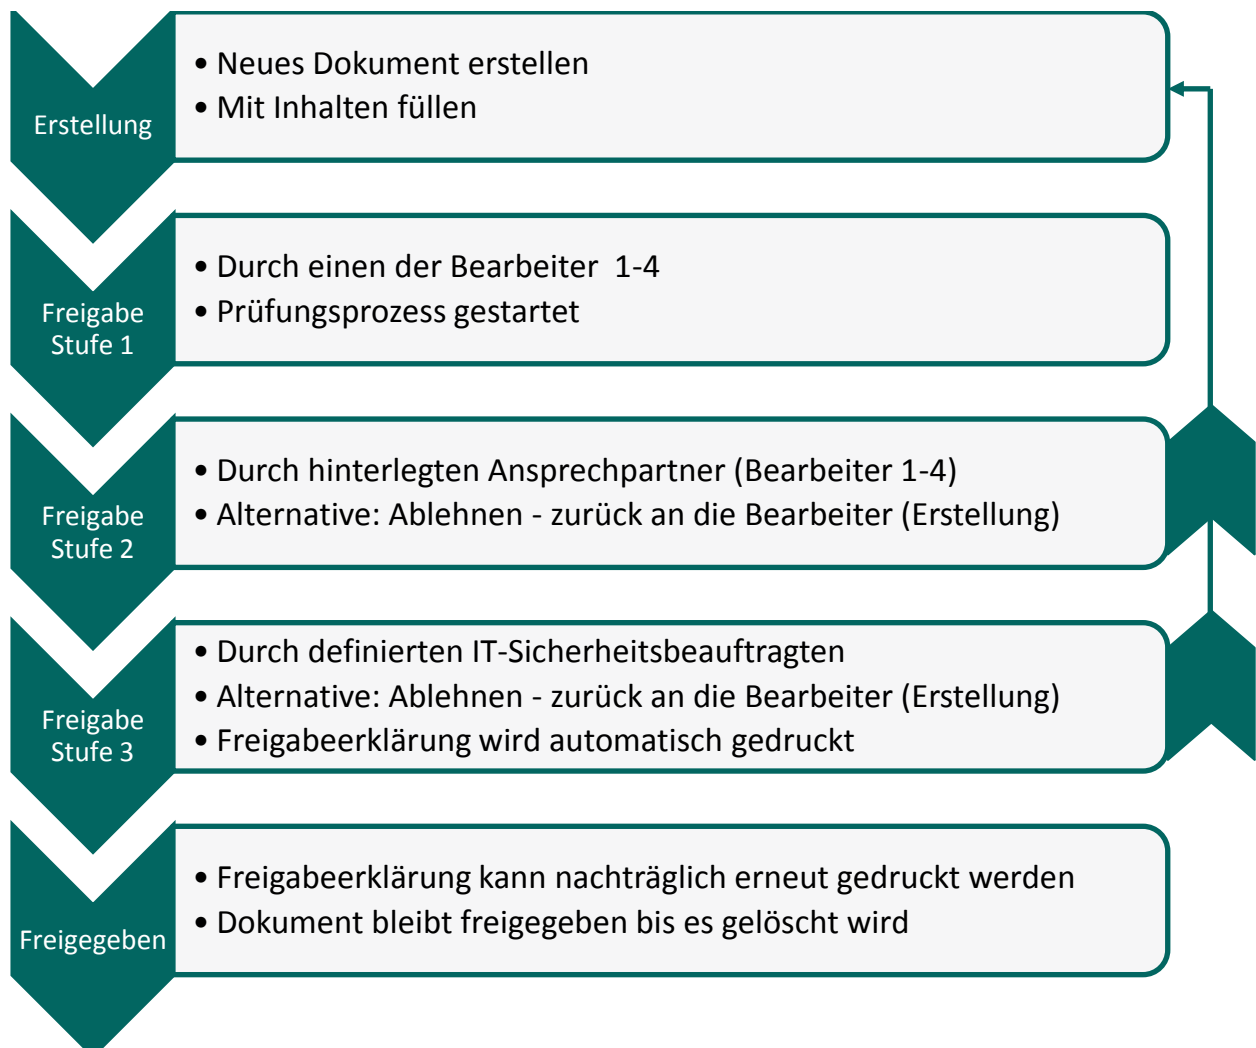 Erstellung
• Neues Dokument erstellen
• Mit Inhalten füllen
Freigabe
Stufe 1
• Durch einen der Bearbeiter  1-4
• Prüfungsprozess gestartet
Freigabe
Stufe 2
• Durch hinterlegten Ansprechpartner (Bearbeiter 1-4)
• Alternative: Ablehnen - zurück an die Bearbeiter (Erstellung)
Freigabe
Stufe 3
• Durch definierten IT-Sicherheitsbeauftragten
• Alternative: Ablehnen - zurück an die Bearbeiter (Erstellung)
• Freigabeerklärung wird automatisch gedruckt
Freigegeben
• Freigabeerklärung kann nachträglich erneut gedruckt werden
• Dokument bleibt freigegeben bis es gelöscht wird